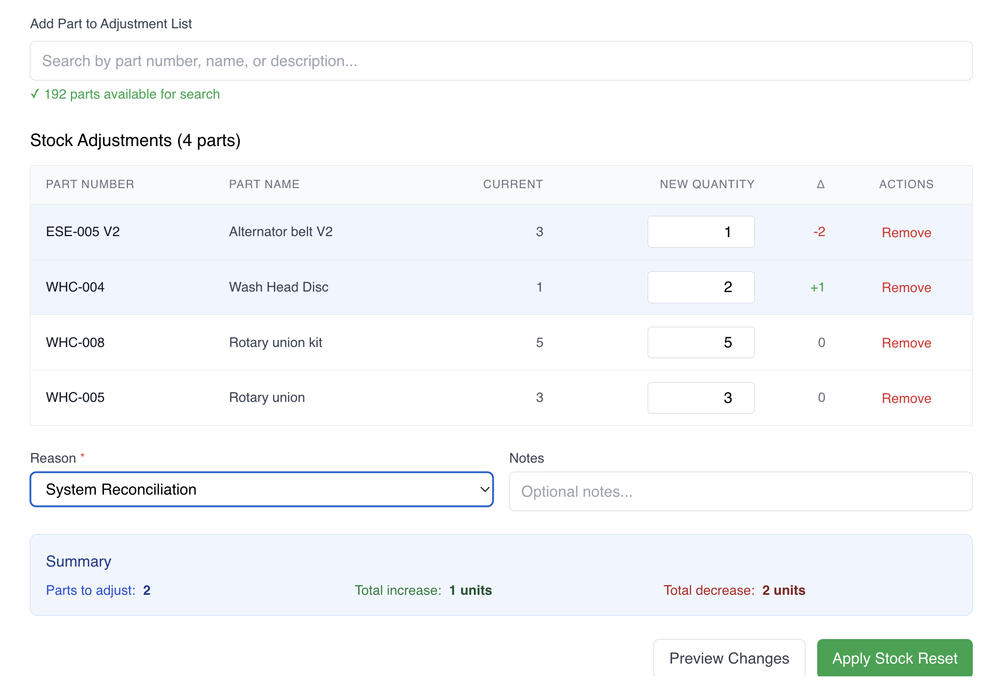 Add Part to Adjustment List
Search by part number, name, or description...
✓ 192 parts available for search
Stock Adjustments (4 parts)
PART NUMBER PART NAME CURRENT NEW QUANTITY Δ ACTIONS
ESE-005 V2 Alternator belt V2 3 1 -2 Remove
WHC-004 Wash Head Disc 1 2 +1 Remove
WHC-008 Rotary union kit 5 5 0 Remove
WHC-005 Rotary union 3 3 0 Remove
Reason * Notes
System Reconciliation Optional notes...
Summary
Parts to adjust: 2 Total increase: 1 units Total decrease: 2 units
Preview Changes Apply Stock Reset